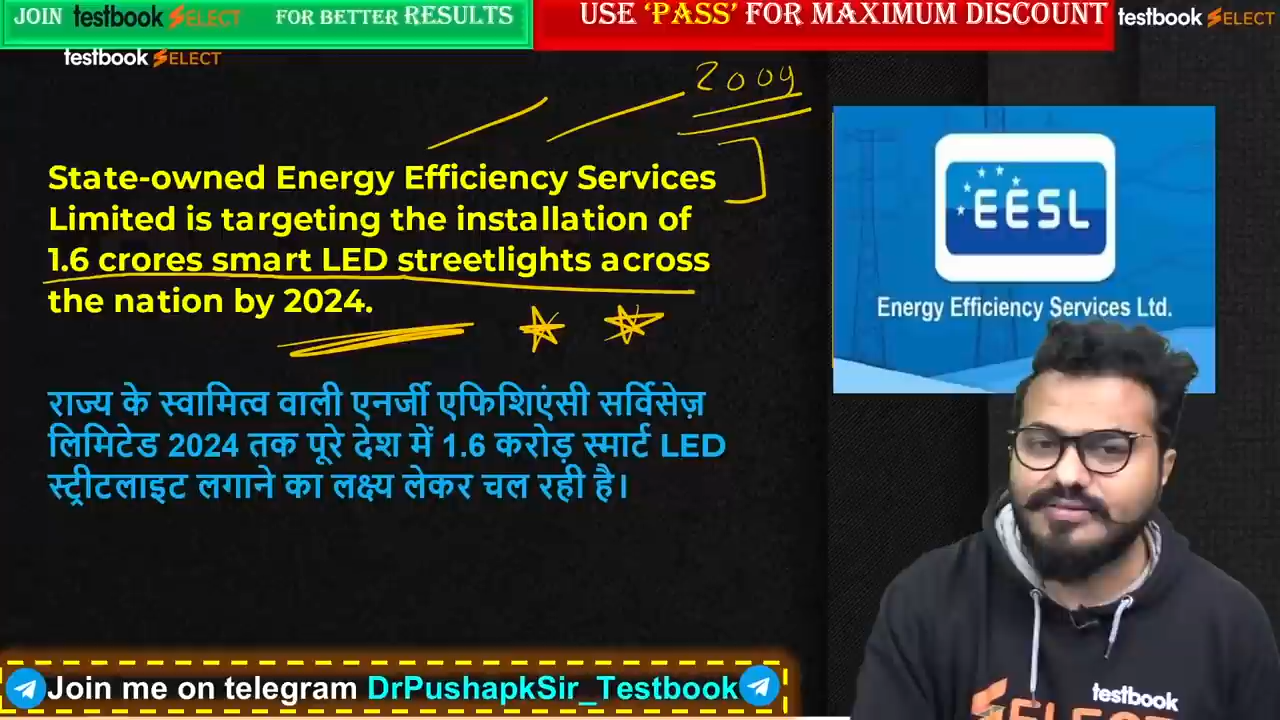 JOIN testbook SELECT FOR BETTER RESULTS
USE ‘PASS’ FOR MAXIMUM DISCOUNT testbook SELECT
testbook SELECT
2009
State-owned Energy Efficiency Services
Limited is targeting the installation of
1.6 crores smart LED streetlights across
the nation by 2024.
EESL
Energy Efficiency Services Ltd.
राज्य के स्वामित्व वाली एनर्जी एफिशिएंसी सर्विसेज़
लिमिटेड 2024 तक पूरे देश में 1.6 करोड़ स्मार्ट LED
स्ट्रीटलाइट लगाने का लक्ष्य लेकर चल रही है।
testbook
Join me on telegram DrPushapkSir_Testbook